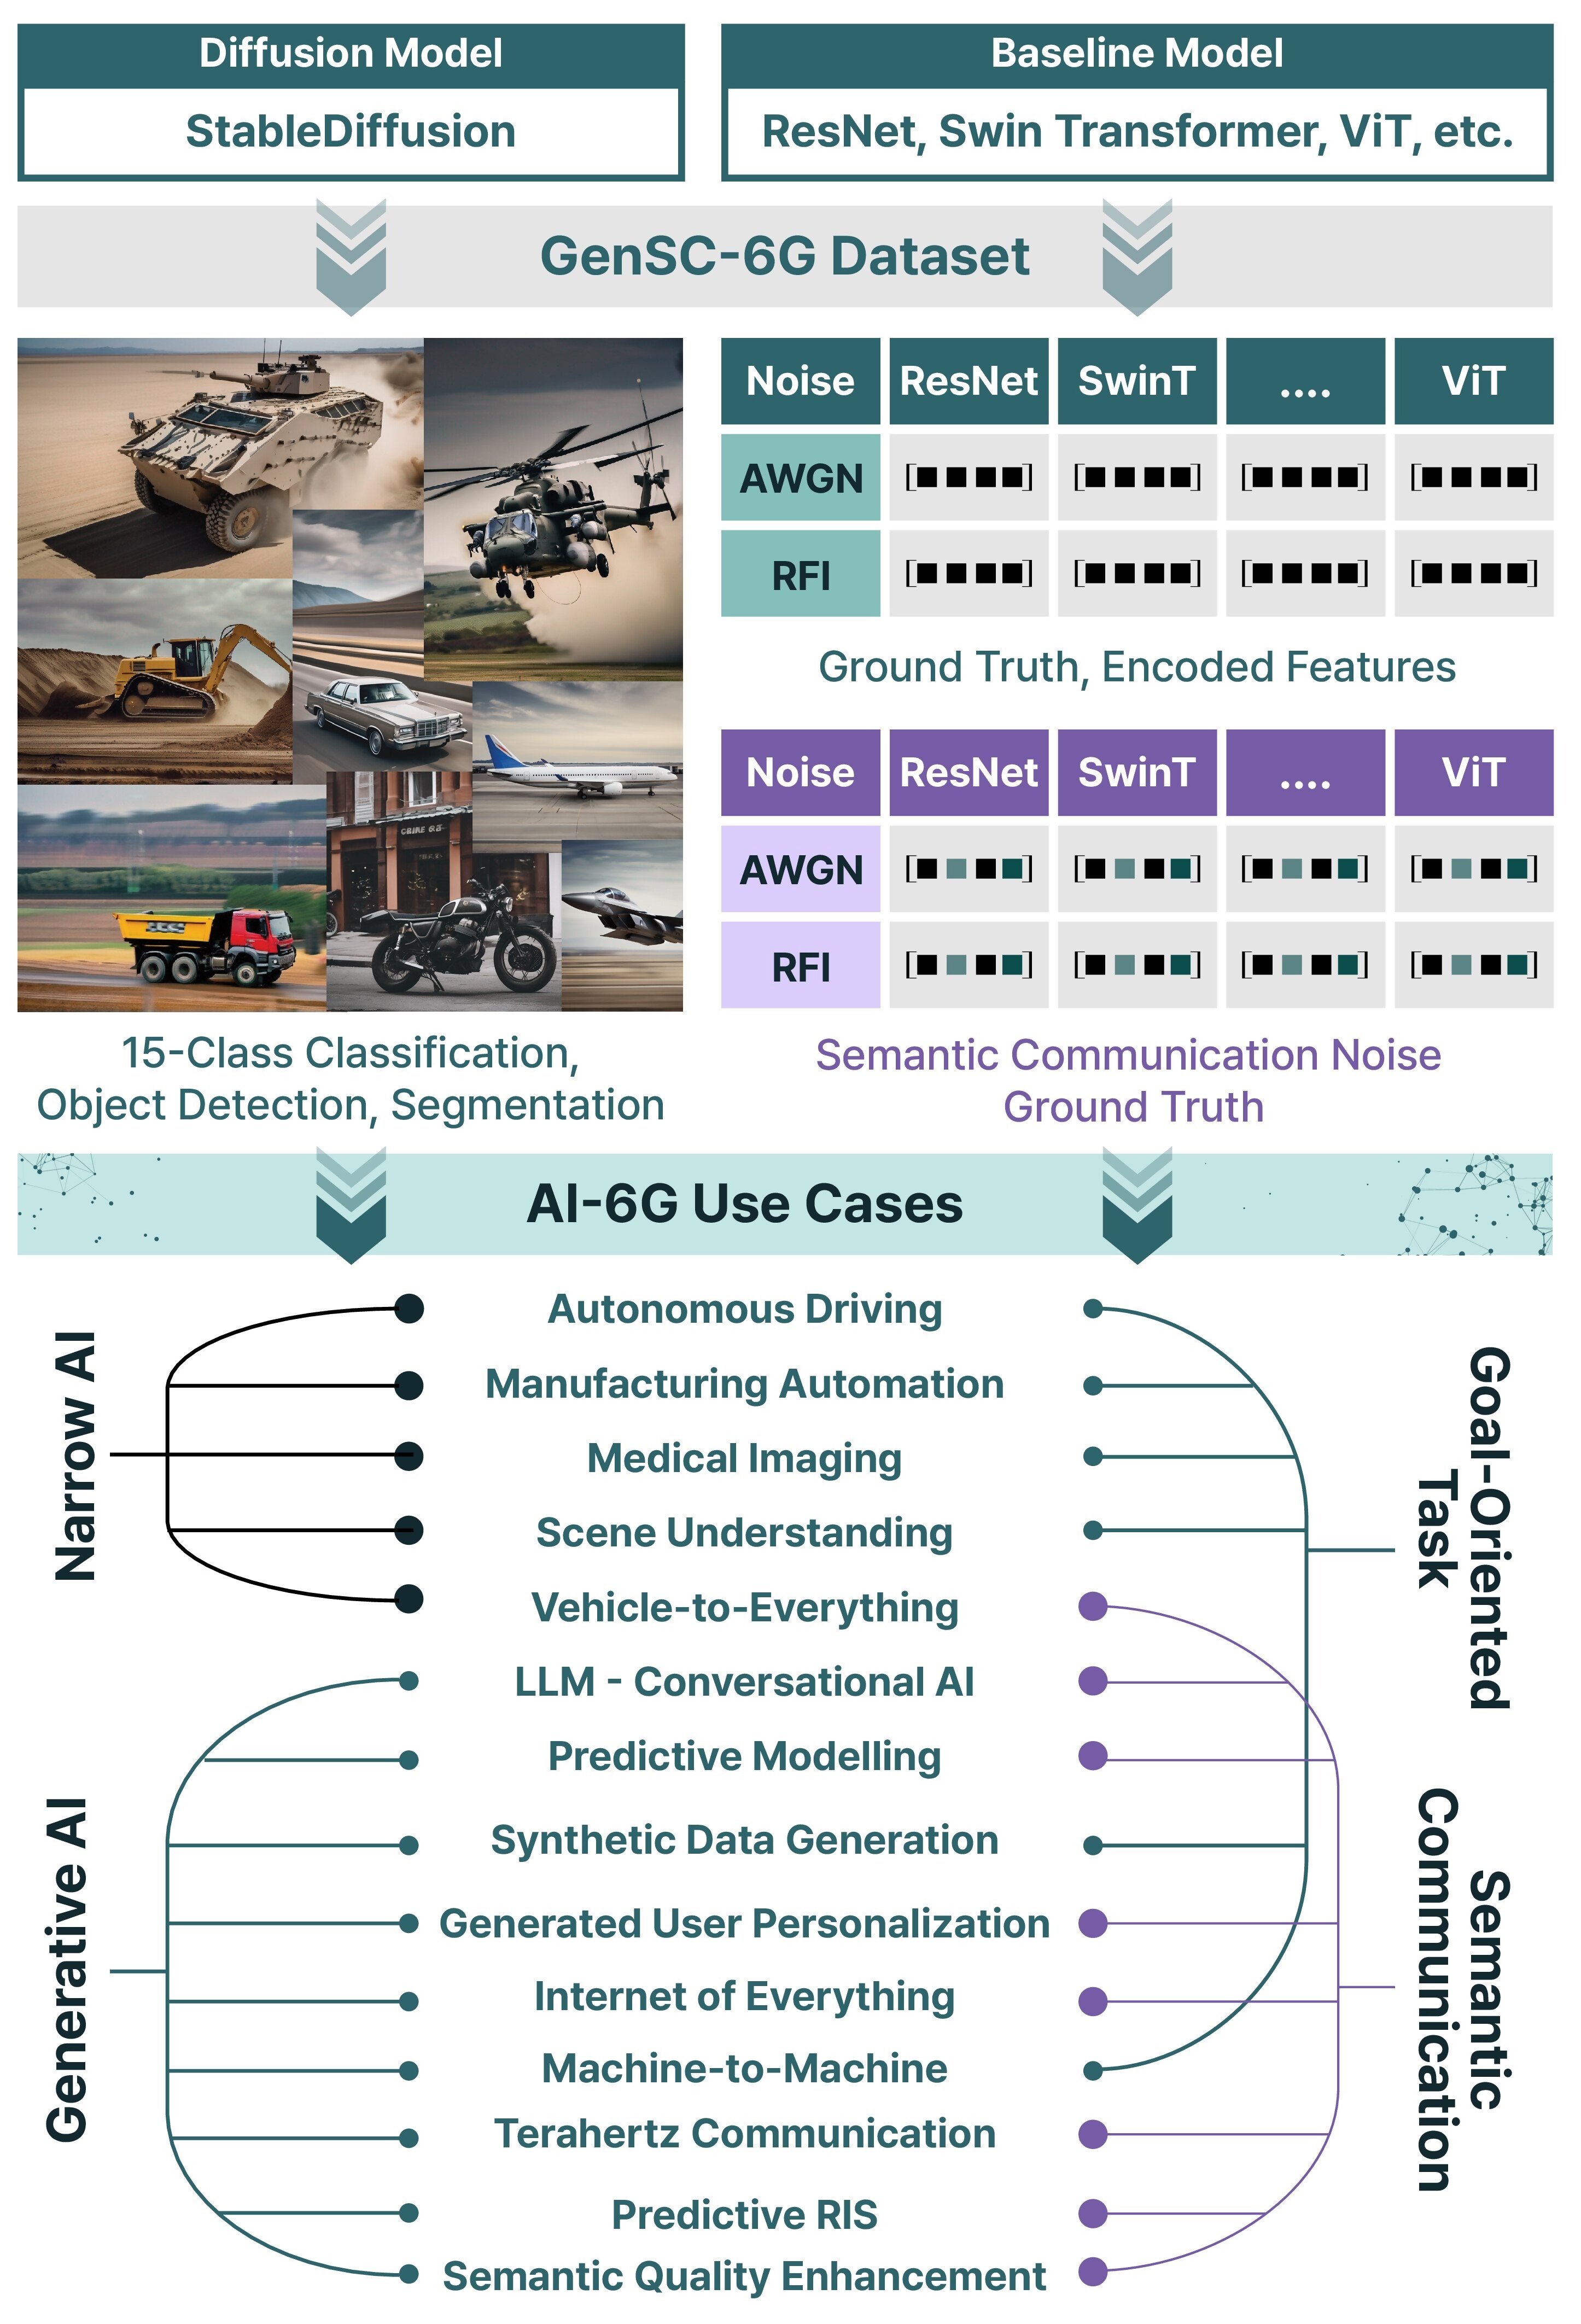 Diffusion Model
StableDiffusion
Baseline Model
ResNet, Swin Transformer, ViT, etc.
GenSC-6G Dataset
Noise ResNet SwinT .... ViT
AWGN
RFI
Ground Truth, Encoded Features
Noise ResNet SwinT .... ViT
AWGN
RFI
15-Class Classification,
Object Detection, Segmentation
Semantic Communication Noise
Ground Truth
AI-6G Use Cases
Narrow AI
Generative AI
Autonomous Driving
Manufacturing Automation
Medical Imaging
Scene Understanding
Vehicle-to-Everything
LLM - Conversational AI
Predictive Modelling
Synthetic Data Generation
Generated User Personalization
Internet of Everything
Machine-to-Machine
Terahertz Communication
Predictive RIS
Semantic Quality Enhancement
Goal-Oriented
Task
Semantic
Communication